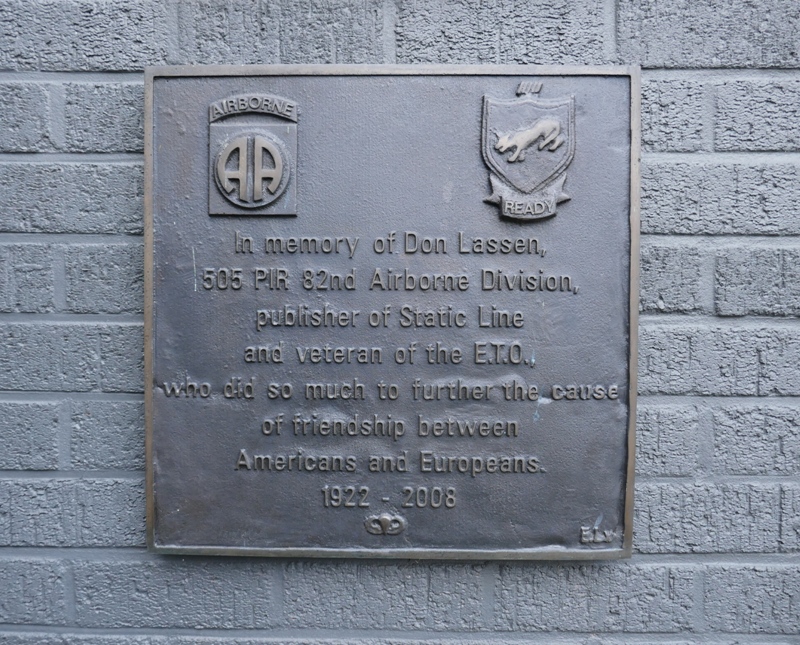 AIRBORNE
AA
READY
In memory of Don Lassen,
505 PIR 82nd Airborne Division,
publisher of Static Line
and veteran of the E.T.O.,
who did so much to further the cause
of friendship between
Americans and Europeans.
1922 - 2008